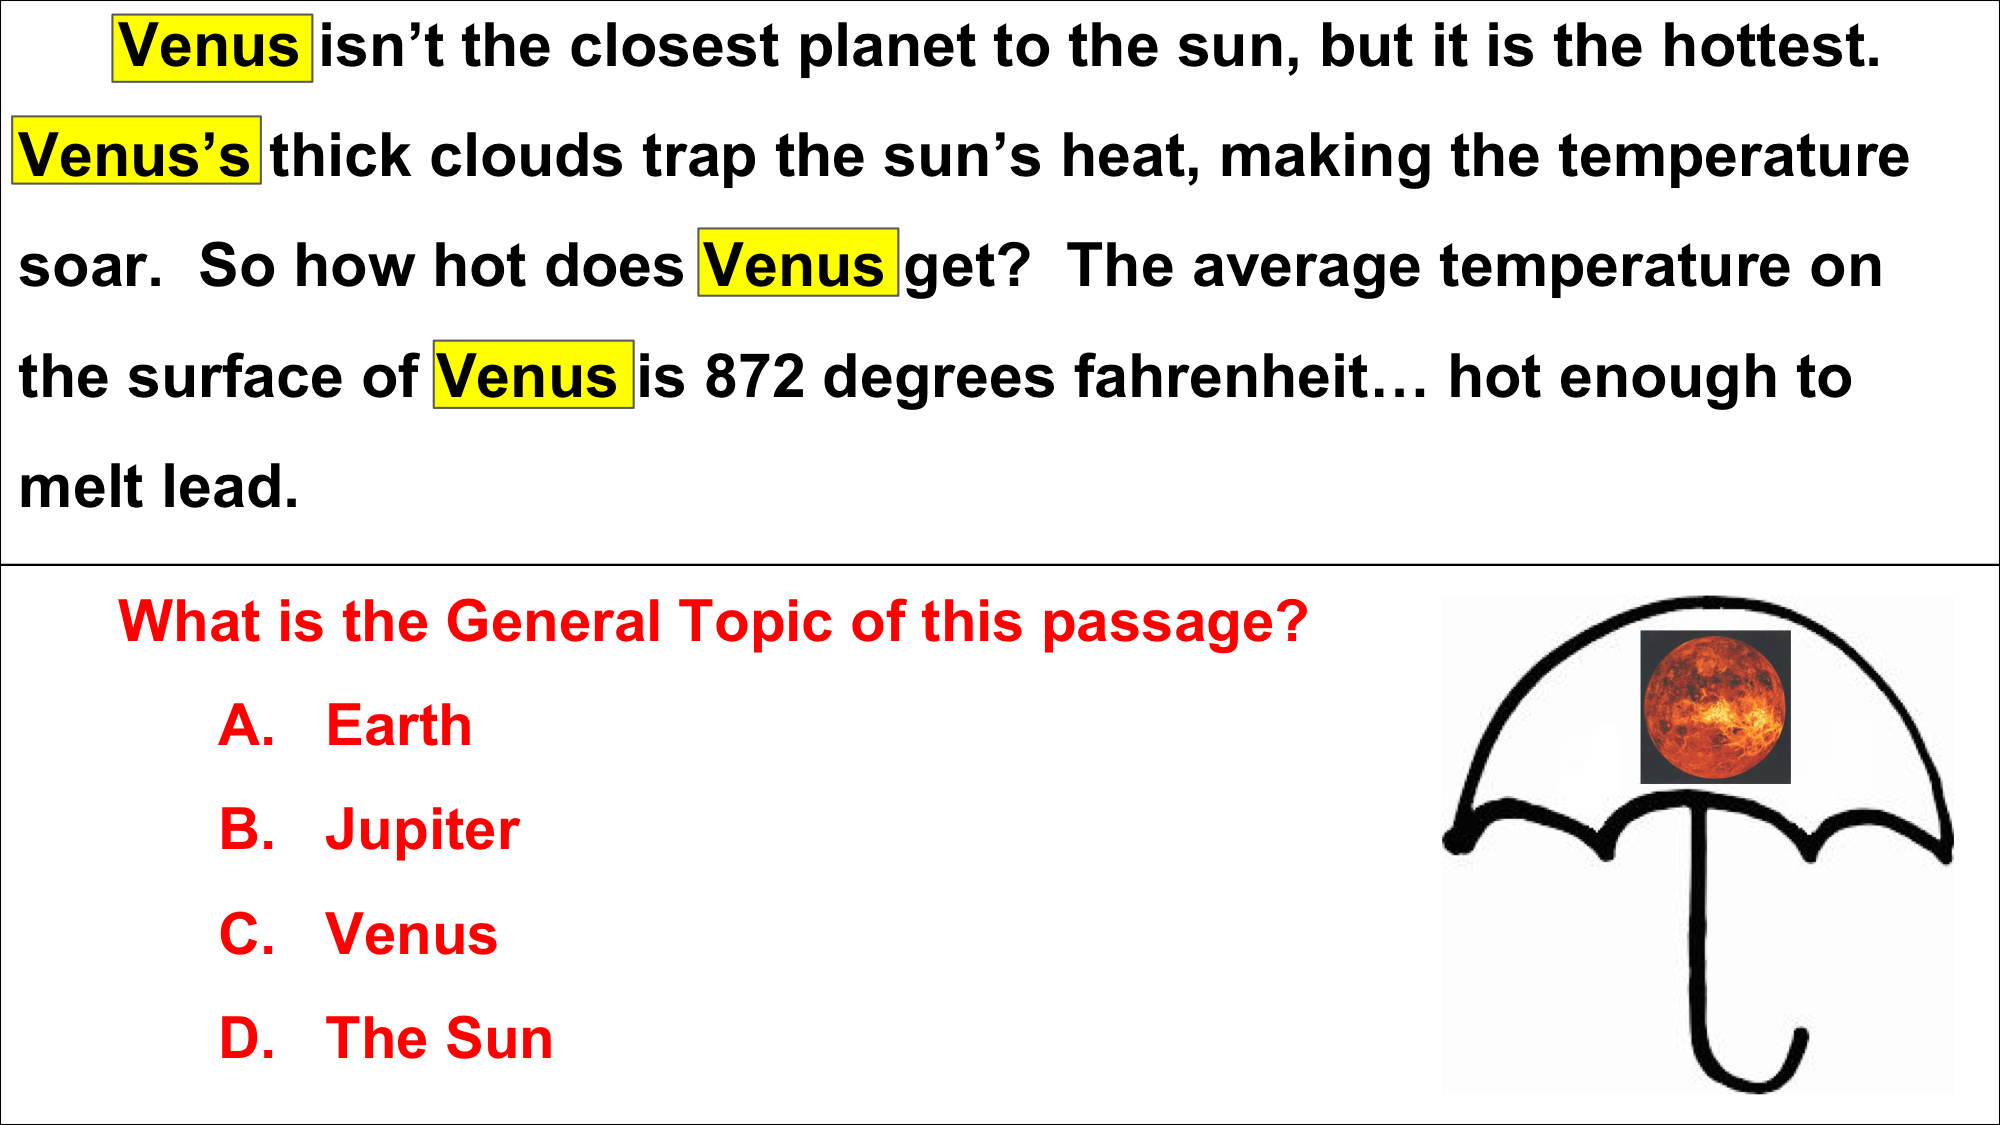 Venus isn’t the closest planet to the sun, but it is the hottest.
Venus’s thick clouds trap the sun’s heat, making the temperature
soar.  So how hot does Venus get?  The average temperature on
the surface of Venus is 872 degrees fahrenheit… hot enough to
melt lead.
What is the General Topic of this passage?
A. Earth
B. Jupiter
C. Venus
D. The Sun